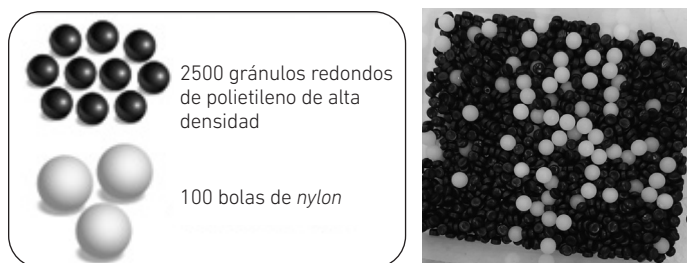 2500 gránulos redondos
de polietileno de alta
densidad
100 bolas de nylon